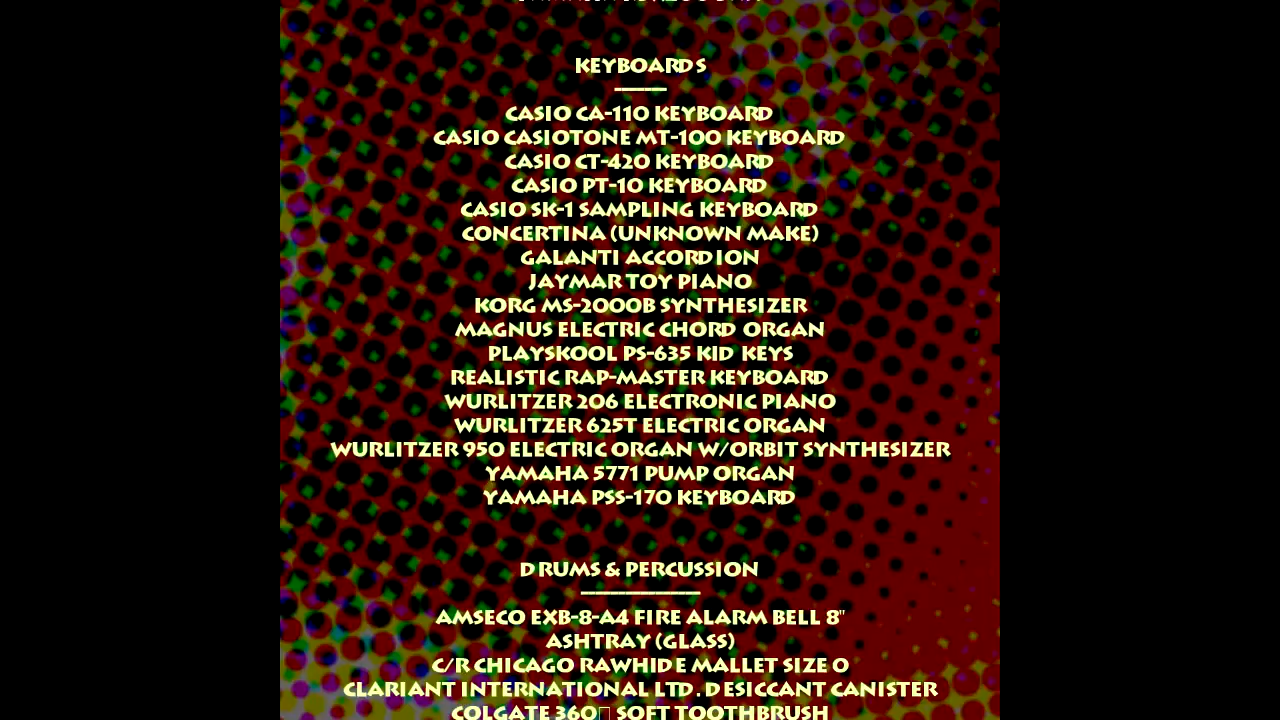 KEYBOARDS
-------
CASIO CA-110 KEYBOARD
CASIO CASIOTONE MT-100 KEYBOARD
CASIO CT-420 KEYBOARD
CASIO PT-10 KEYBOARD
CASIO SK-1 SAMPLING KEYBOARD
CONCERTINA (UNKNOWN MAKE)
GALANTI ACCORDION
JAYMAR TOY PIANO
KORG MS-2000B SYNTHESIZER
MAGNUS ELECTRIC CHORD ORGAN
PLAYSKOOL PS-635 KID KEYS
REALISTIC RAP-MASTER KEYBOARD
WURLITZER 206 ELECTRONIC PIANO
WURLITZER 625T ELECTRIC ORGAN
WURLITZER 950 ELECTRIC ORGAN W/ORBIT SYNTHESIZER
YAMAHA 5771 PUMP ORGAN
YAMAHA PSS-170 KEYBOARD
DRUMS & PERCUSSION
----------------
AMSECO EXB-8-A4 FIRE ALARM BELL 8"
ASHTRAY (GLASS)
C/R CHICAGO RAWHIDE MALLET SIZE 0
CLARIANT INTERNATIONAL LTD. DESICCANT CANISTER
COLGATE 360▯ SOFT TOOTHBRUSH